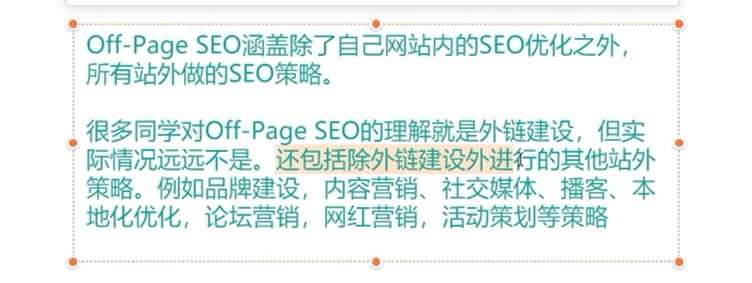 Off-Page SEO涵盖除了自己网站内的SEO优化之外，
所有站外做的SEO策略。
很多同学对Off-Page SEO的理解就是外链建设，但实
际情况远远不是。还包括除外链建设外进行的其他站外
策略。例如品牌建设，内容营销、社交媒体、播客、本
地化优化，论坛营销，网红营销，活动策划等策略